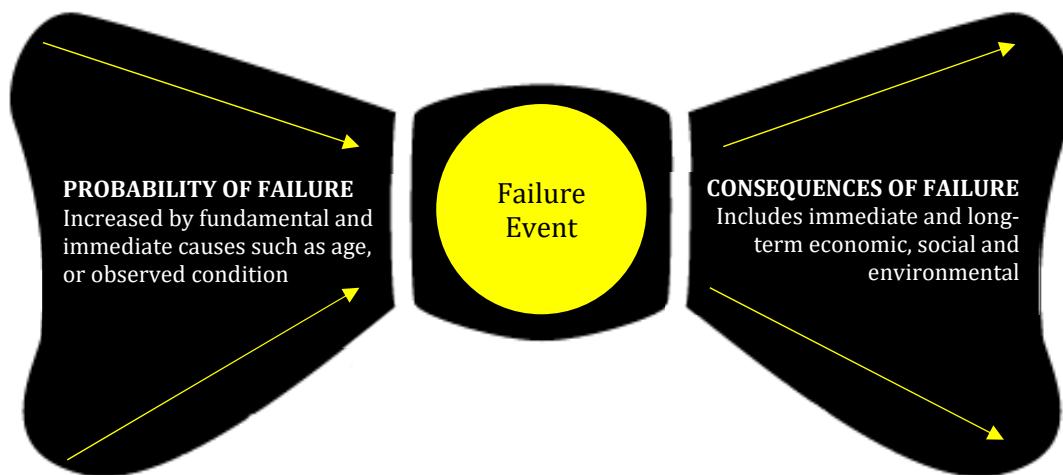 PROBABILITY OF FAILURE
Increased by fundamental and
immediate causes such as age,
or observed condition
Failure
Event
CONSEQUENCES OF FAILURE
Includes immediate and long-
term economic, social and
environmental